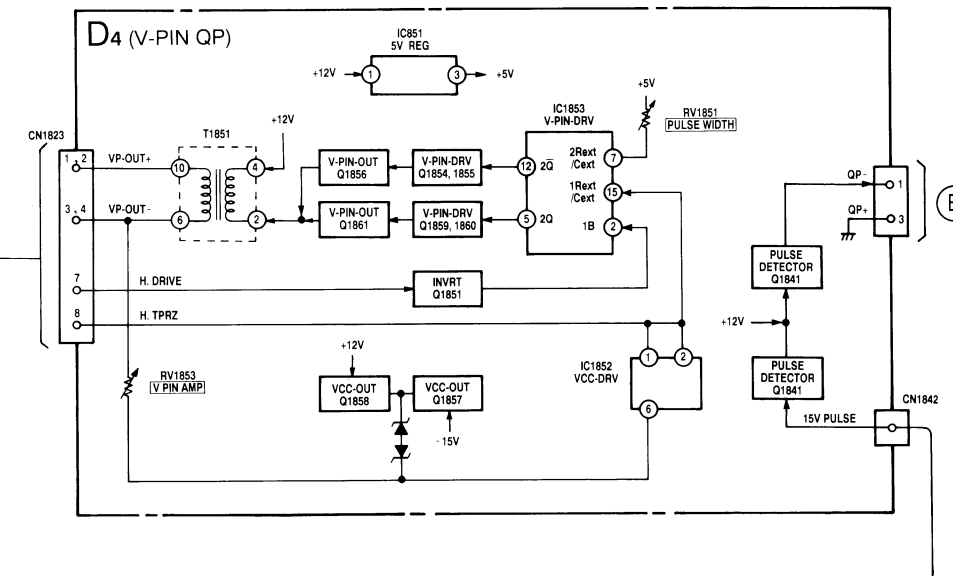 D4 (V-PIN QP)
IC851
5V REG
+12V 1 3 +5V
CN1823
T1851
+12V
IC1853
V-PIN-DRV
+5V
RV1851
PULSE WIDTH
1 , 2 VP-OUT+
10 4
V-PIN-OUT
Q1856
V-PIN-DRV
Q1854, 1855
12 2Q̅
2Rext
/Cext 7
1Rext
/Cext 15
3 , 4 VP-OUT-
6 2
V-PIN-OUT
Q1861
V-PIN-DRV
Q1859, 1860
5 2Q
1B 2
QP- 1
QP+ 3
E
PULSE
DETECTOR
Q1841
7 H. DRIVE
INVRT
Q1851
8 H. TPRZ
+12V
+12V
RV1853
V PIN AMP
VCC-OUT
Q1858
VCC-OUT
Q1857
-15V
IC1852
VCC-DRV
1 2
6
PULSE
DETECTOR
Q1841
15V PULSE
CN1842